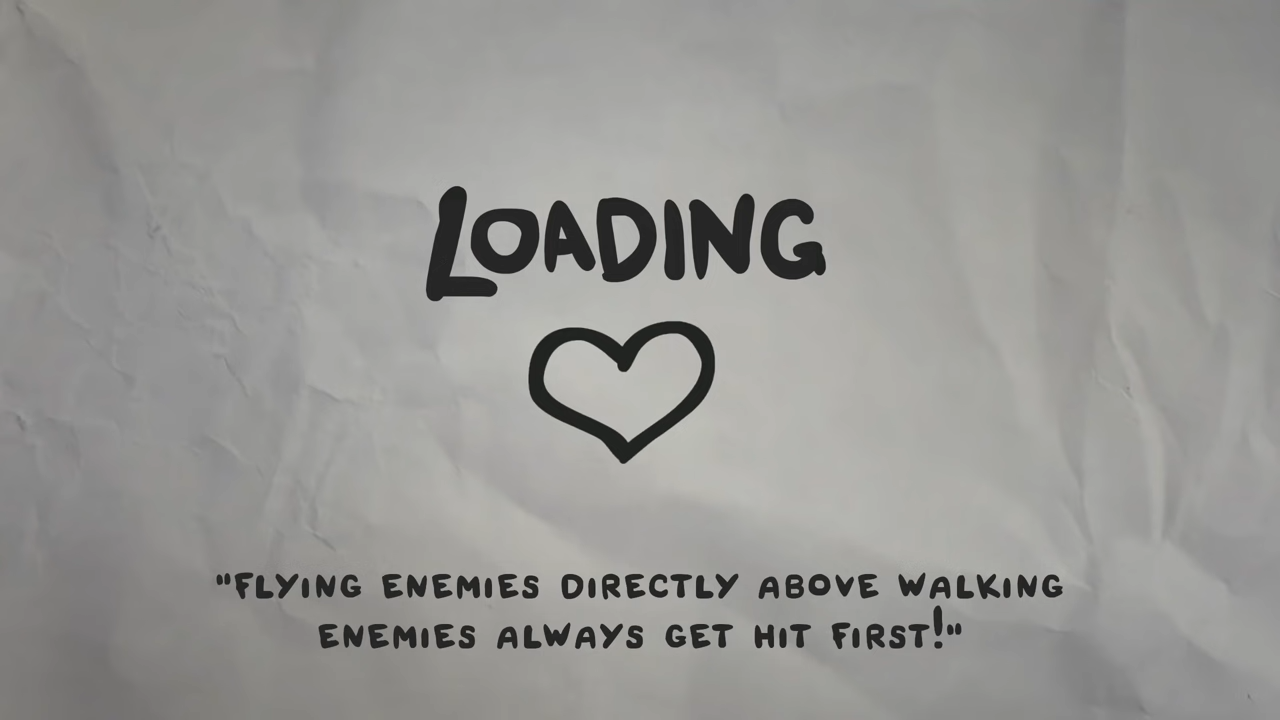 LOADING
"FLYING ENEMIES DIRECTLY ABOVE WALKING
ENEMIES ALWAYS GET HIT FIRST!"